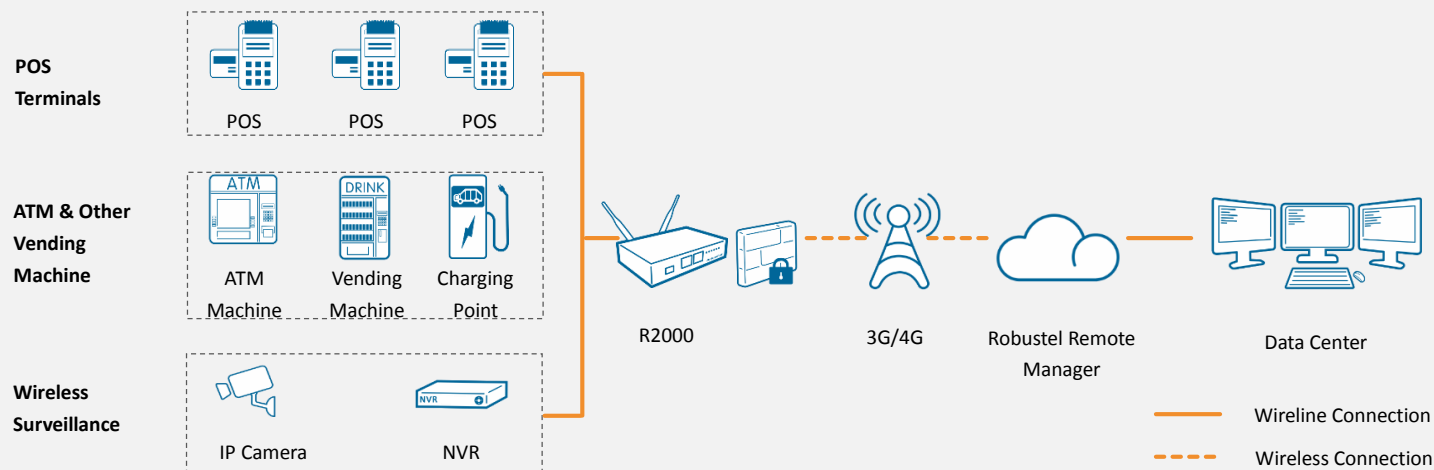 POS
Terminals
POS
POS
POS
ATM & Other
Vending
Machine
ATM
DRINK
ATM
Machine
Vending
Machine
Charging
Point
R2000
3G/4G
Robustel Remote
Manager
Data Center
Wireless
Surveillance
NVR
IP Camera
NVR
Wireline Connection
Wireless Connection